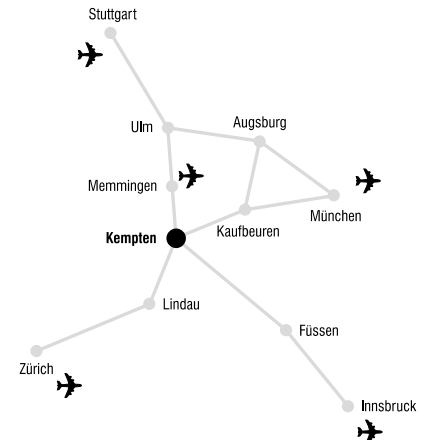 Stuttgart
Ulm
Augsburg
Memmingen
München
Kempten
Kaufbeuren
Lindau
Füssen
Zürich
Innsbruck